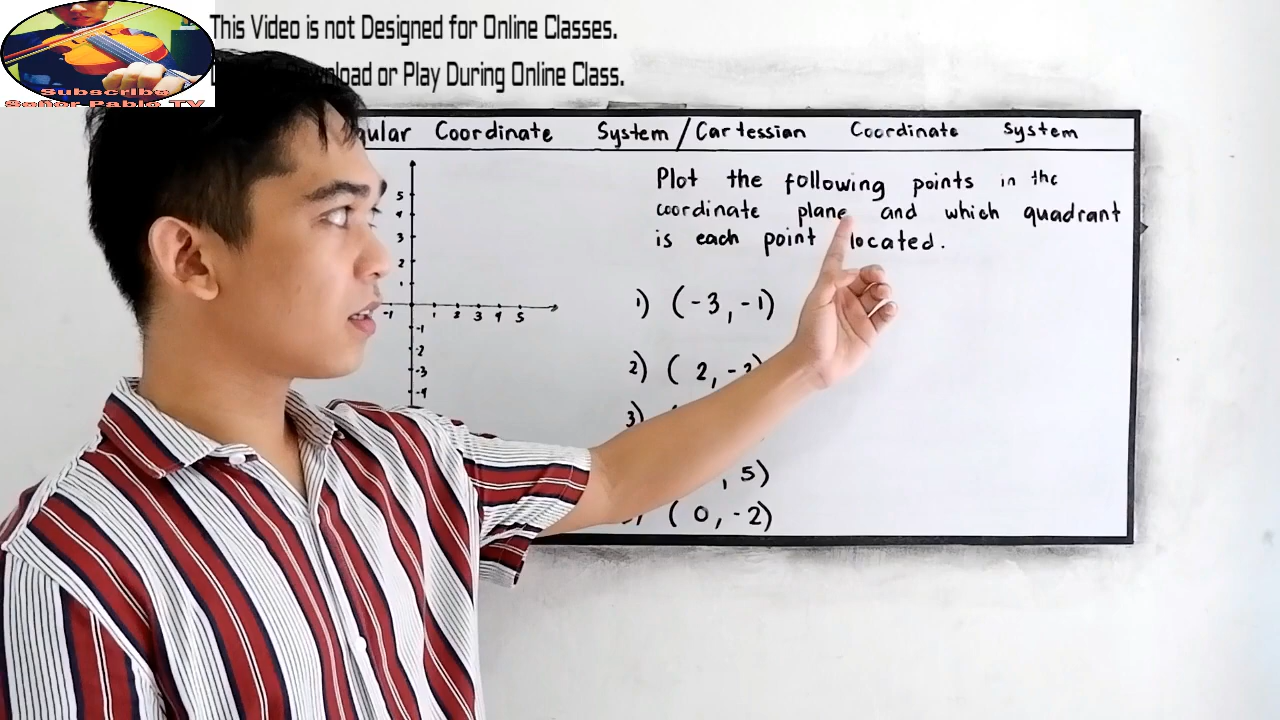 This Video is not Designed for Online Classes.
or Play During Online Class.
Subscribe
Señor Pablo TV
Coordinate System / Cartessian Coordinate System
Plot the following points in the
coordinate plane and which quadrant
is each point located.
1) (-3, -1)
2) ( 2, -2)
3) (
, 5)
( 0, -2)
5
4
3
2
1
-1 1 2 3 4 5
-1
-2
-3
-4